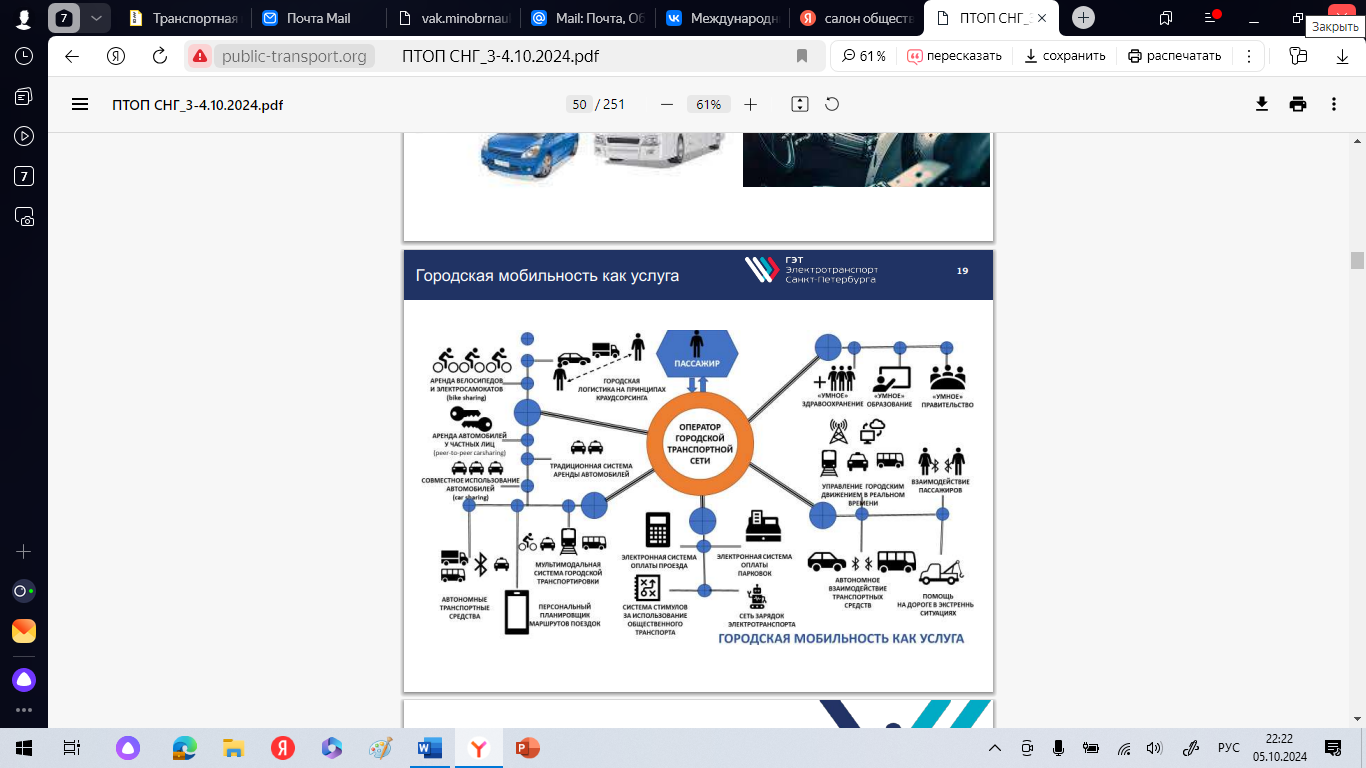 7
Транспортная
Почта Mail
vak.minobrnau
Mail: Почта, Об
Международн
салон обществ
ПТОП СНГ_3
Закрыть
public-transport.org
ПТОП СНГ_3-4.10.2024.pdf
61%
пересказать
сохранить
распечатать
7
ПТОП СНГ_3-4.10.2024.pdf
50 / 251
61%
Городская мобильность как услуга
ГЭТ
Электротранспорт
Санкт-Петербурга
19
АРЕНДА ВЕЛОСИПЕДОВ
И ЭЛЕКТРОСАМОКАТОВ
(bike sharing)
АРЕНДА АВТОМОБИЛЕЙ
У ЧАСТНЫХ ЛИЦ
(peer-to-peer carsharing)
СОВМЕСТНОЕ ИСПОЛЬЗОВАНИЕ
АВТОМОБИЛЕЙ
(car sharing)
ГОРОДСКАЯ
ЛОГИСТИКА НА ПРИНЦИПАХ
КРАУДСОРСИНГА
ТРАДИЦИОННАЯ СИСТЕМА
АРЕНДЫ АВТОМОБИЛЕЙ
ПАССАЖИР
ОПЕРАТОР
ГОРОДСКОЙ
ТРАНСПОРТНОЙ
СЕТИ
«УМНОЕ»
ЗДРАВООХРАНЕНИЕ
«УМНОЕ»
ОБРАЗОВАНИЕ
«УМНОЕ»
ПРАВИТЕЛЬСТВО
УПРАВЛЕНИЕ ГОРОДСКИМ
ДВИЖЕНИЕМ В РЕАЛЬНОМ
ВРЕМЕНИ
ВЗАИМОДЕЙСТВИЕ
ПАССАЖИРОВ
АВТОНОМНЫЕ
ТРАНСПОРТНЫЕ
СРЕДСТВА
МУЛЬТИМОДАЛЬНАЯ
СИСТЕМА ГОРОДСКОЙ
ТРАНСПОРТИРОВКИ
ПЕРСОНАЛЬНЫЙ
ПЛАНИРОВЩИК
МАРШРУТОВ ПОЕЗДОК
ЭЛЕКТРОННАЯ СИСТЕМА
ОПЛАТЫ ПРОЕЗДА
ЭЛЕКТРОННАЯ СИСТЕМА
ОПЛАТЫ
ПАРКОВОК
СИСТЕМА СТИМУЛОВ
ЗА ИСПОЛЬЗОВАНИЕ
ОБЩЕСТВЕННОГО
ТРАНСПОРТА
СЕТЬ ЗАРЯДОК
ЭЛЕКТРОТРАНСПОРТА
АВТОНОМНОЕ
ВЗАИМОДЕЙСТВИЕ
ТРАНСПОРТНЫХ
СРЕДСТВ
ПОМОЩЬ
НА ДОРОГЕ В ЭКСТРЕНЬ
СИТУАЦИЯХ
ГОРОДСКАЯ МОБИЛЬНОСТЬ КАК УСЛУГА
РУС
22:22
05.10.2024